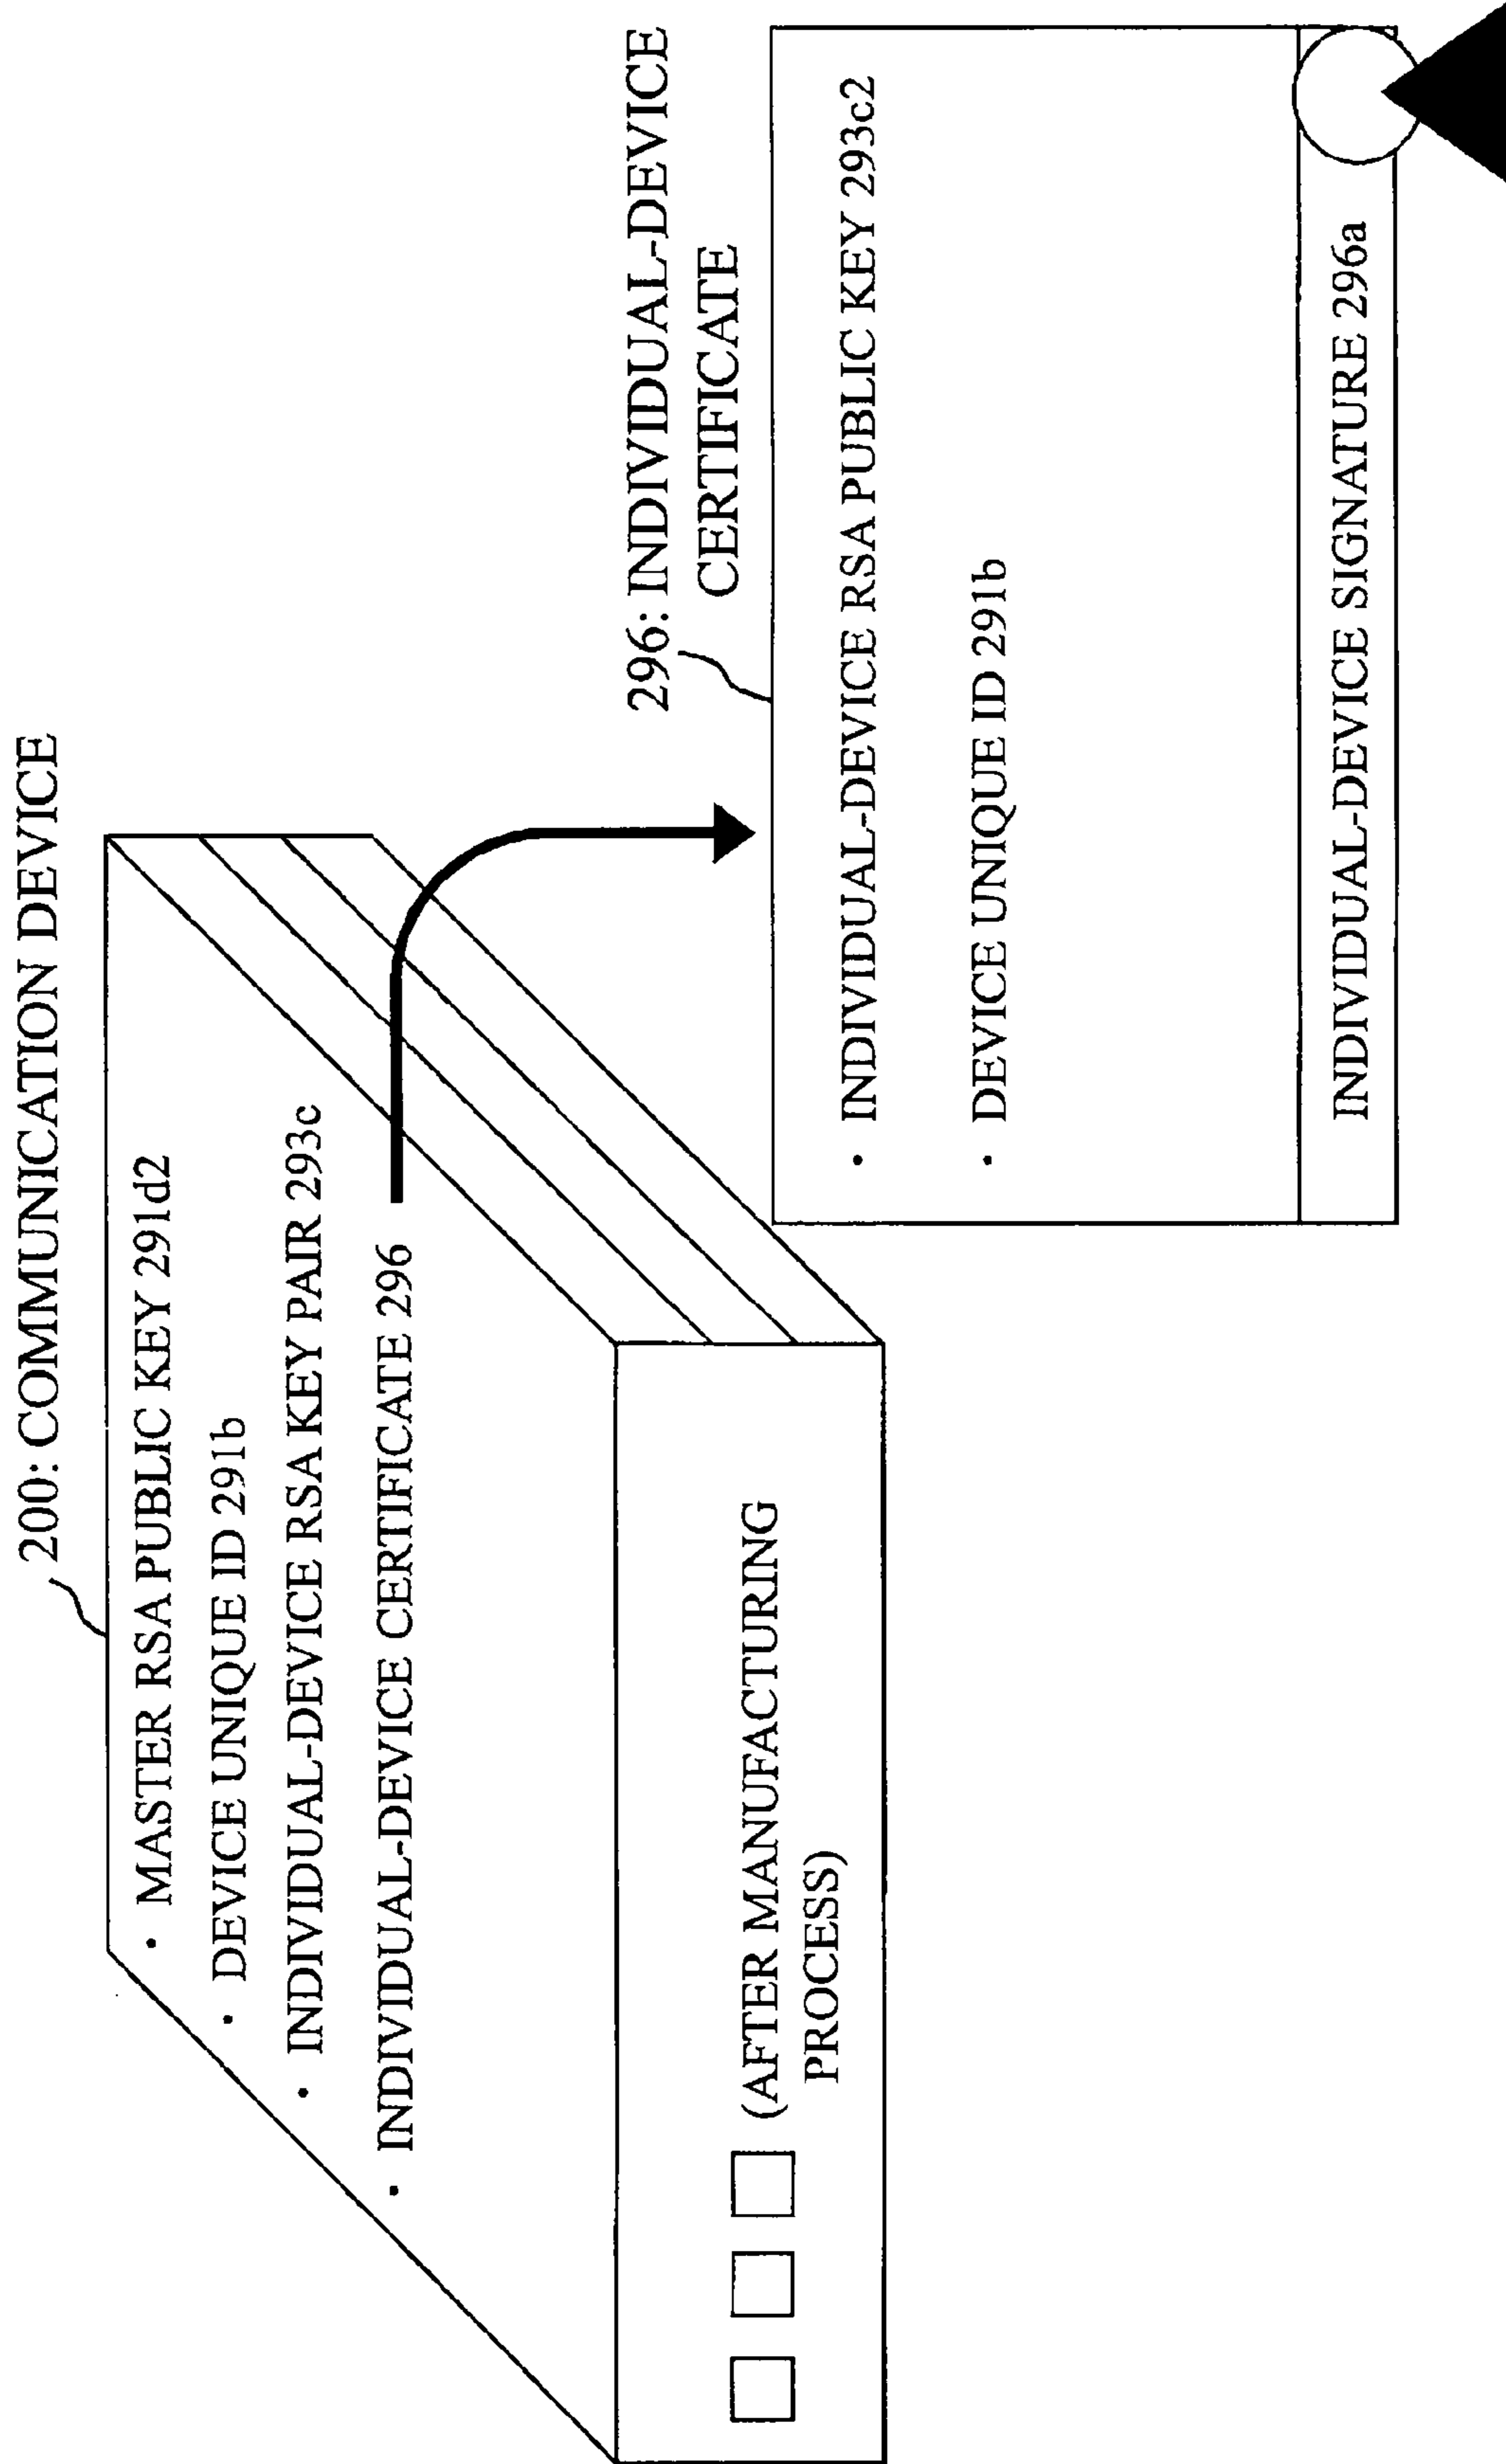 200: COMMUNICATION DEVICE
• MASTER RSA PUBLIC KEY 291d2
• DEVICE UNIQUE ID 291b
• INDIVIDUAL-DEVICE RSA KEY PAIR 293c
• INDIVIDUAL-DEVICE CERTIFICATE 296
(AFTER MANUFACTURING
PROCESS)
296: INDIVIDUAL-DEVICE
CERTIFICATE
• INDIVIDUAL-DEVICE RSA PUBLIC KEY 293c2
• DEVICE UNIQUE ID 291b
INDIVIDUAL-DEVICE SIGNATURE 296a